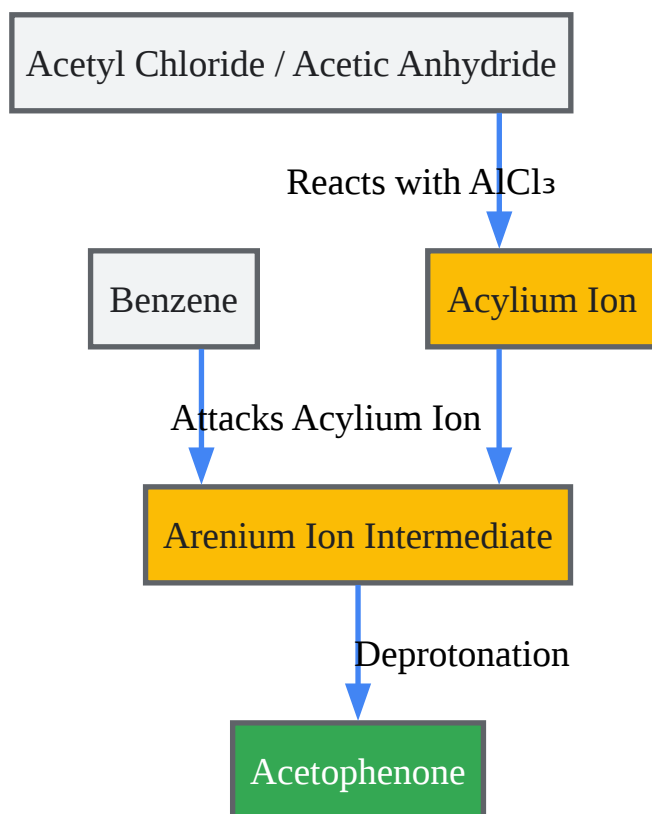 Acetyl Chloride / Acetic Anhydride
Reacts with AlCl₃
Benzene
Acylium Ion
Attacks Acylium Ion
Arenium Ion Intermediate
Deprotonation
Acetophenone